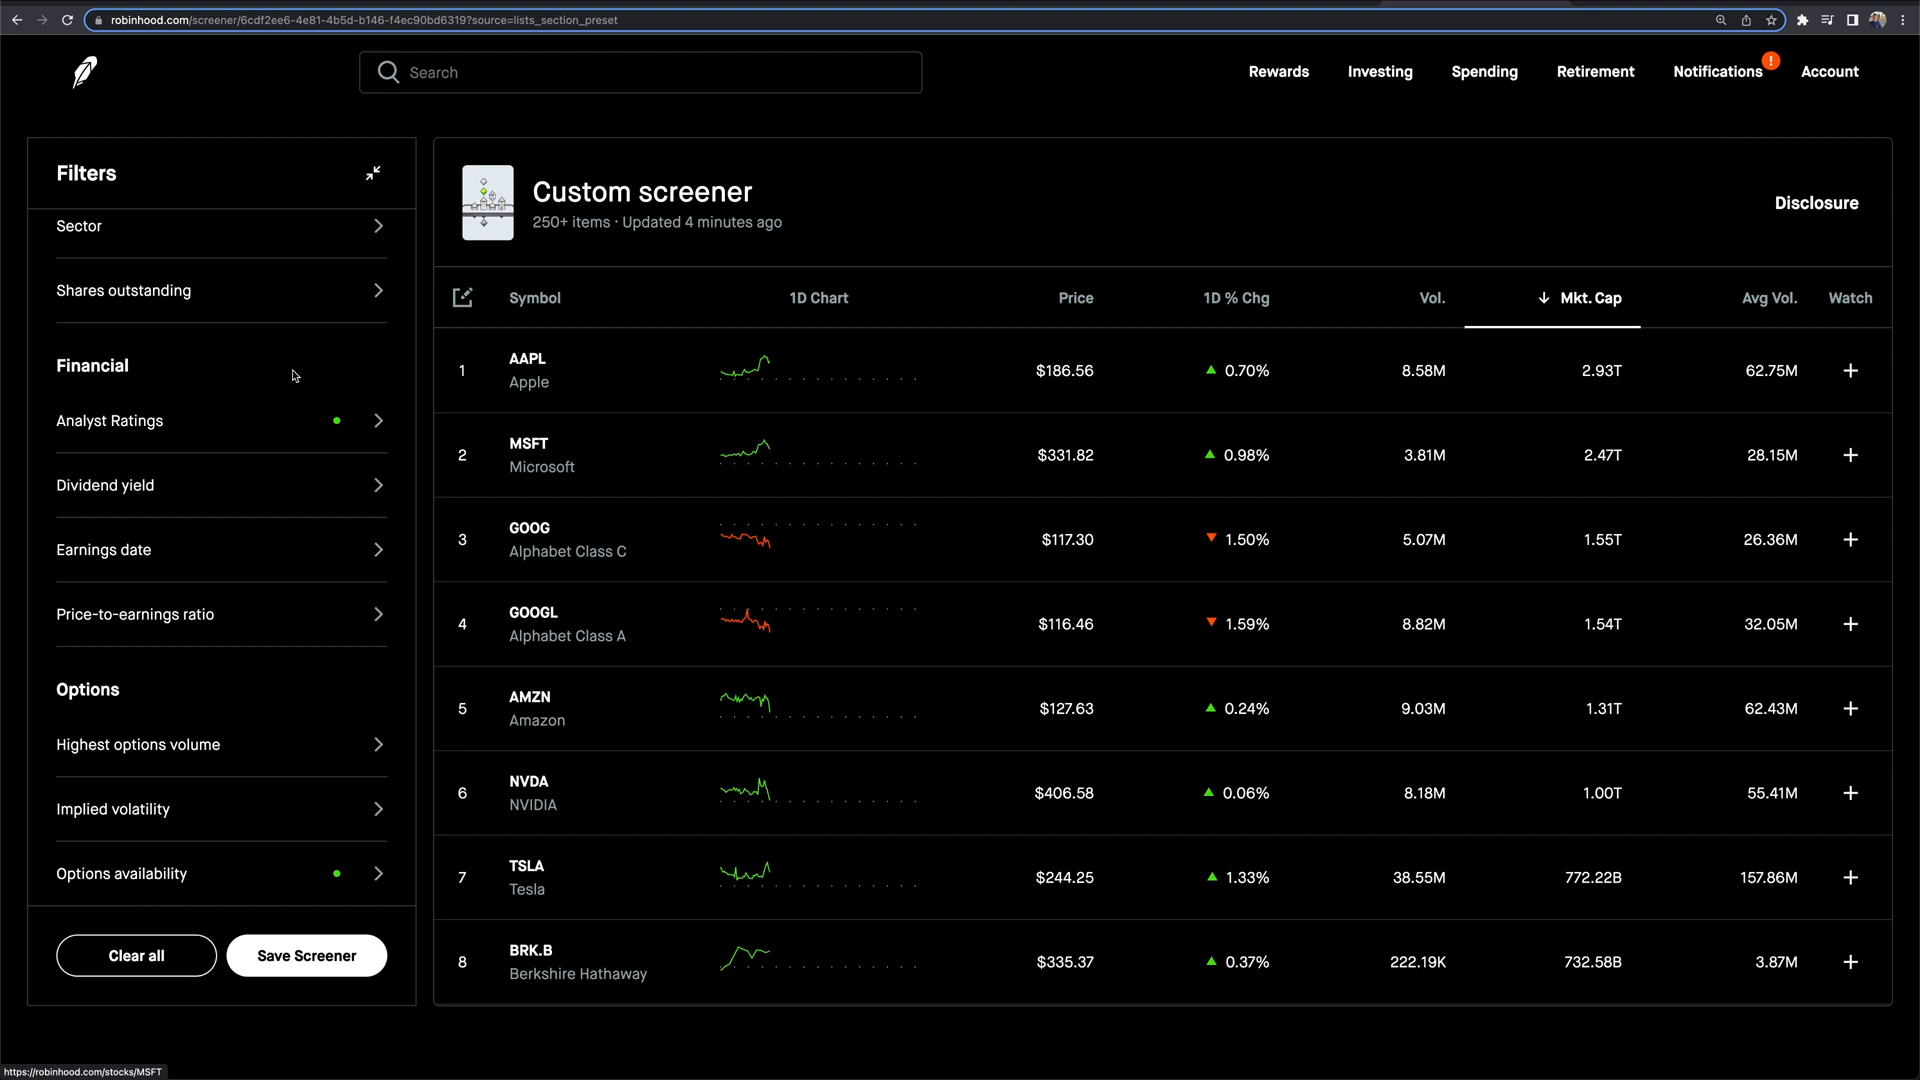 robinhood.com/screener/6cdf2ee6-4e81-4b5d-b146-f4ec90bd6319?source=lists_section_preset
Search
Rewards
Investing
Spending
Retirement
Notifications
!
Account
Filters
Sector
Shares outstanding
Financial
Analyst Ratings
Dividend yield
Earnings date
Price-to-earnings ratio
Options
Highest options volume
Implied volatility
Options availability
Clear all
Save Screener
Custom screener
250+ items · Updated 4 minutes ago
Disclosure
Symbol 1D Chart Price 1D % Chg Vol. Mkt. Cap Avg Vol. Watch
1 AAPL $186.56 0.70% 8.58M 2.93T 62.75M
Apple
2 MSFT $331.82 0.98% 3.81M 2.47T 28.15M
Microsoft
3 GOOG $117.30 1.50% 5.07M 1.55T 26.36M
Alphabet Class C
4 GOOGL $116.46 1.59% 8.82M 1.54T 32.05M
Alphabet Class A
5 AMZN $127.63 0.24% 9.03M 1.31T 62.43M
Amazon
6 NVDA $406.58 0.06% 8.18M 1.00T 55.41M
NVIDIA
7 TSLA $244.25 1.33% 38.55M 772.22B 157.86M
Tesla
8 BRK.B $335.37 0.37% 222.19K 732.58B 3.87M
Berkshire Hathaway
https://robinhood.com/stocks/MSFT